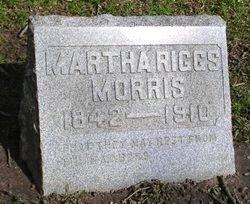 MARTHA RIGGS
MORRIS
1842—1910
THAT THEY MAY REST FROM
THEIR LABORS